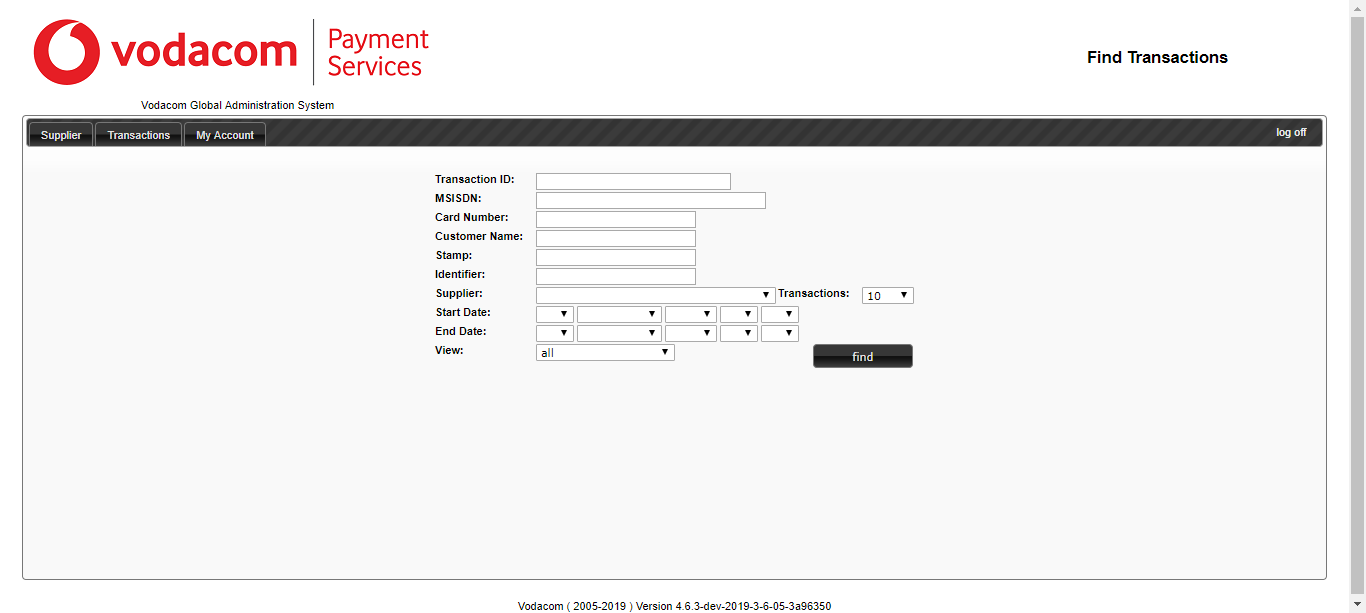 vodacom
Payment
Services
Find Transactions
Vodacom Global Administration System
Supplier Transactions My Account log off
Transaction ID:
MSISDN:
Card Number:
Customer Name:
Stamp:
Identifier:
Supplier: Transactions: 10
Start Date:
End Date:
View: all find
Vodacom ( 2005-2019 ) Version 4.6.3-dev-2019-3-6-05-3a96350